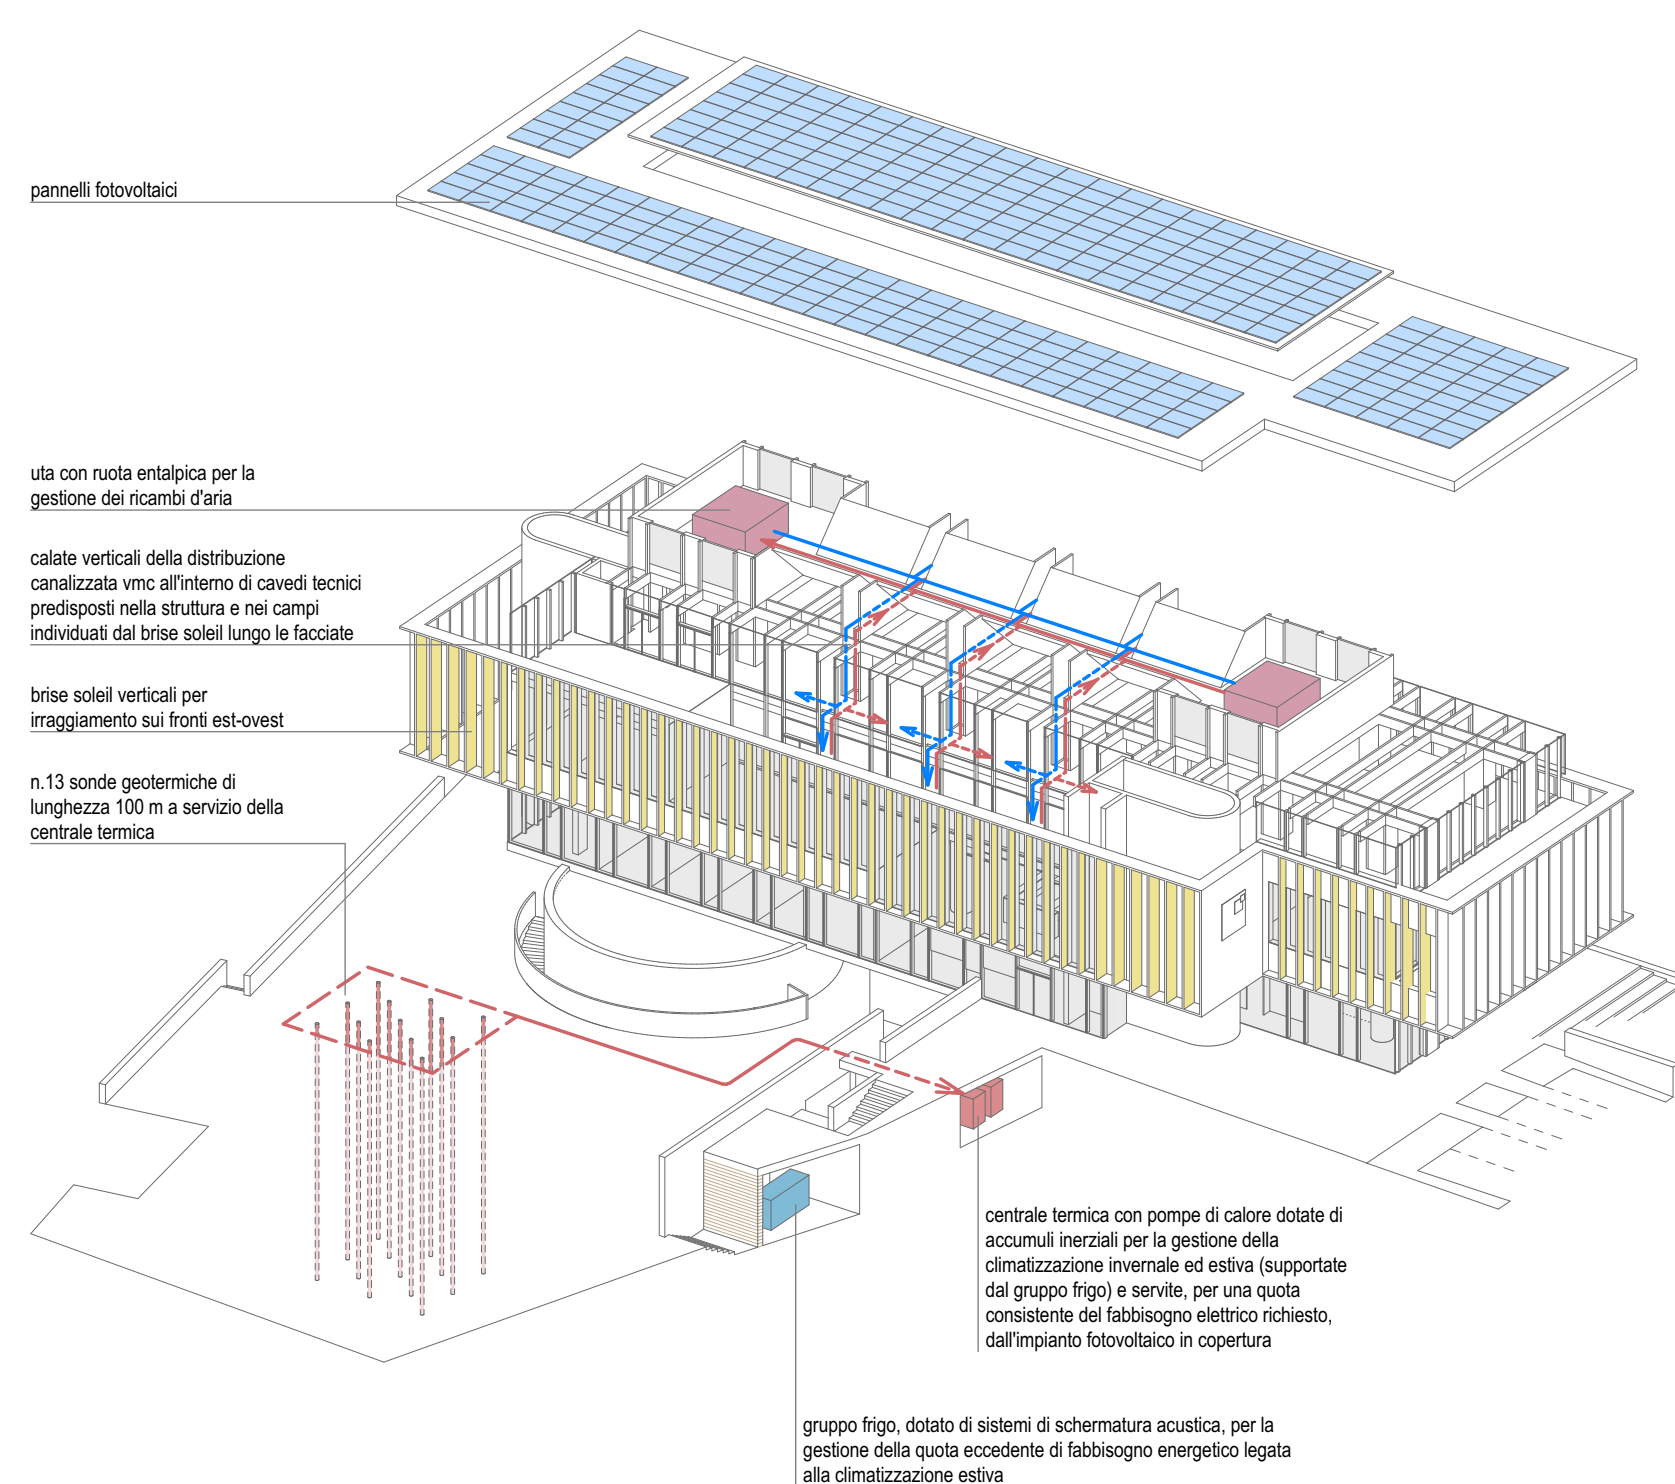 pannelli fotovoltaici
uta con ruota entalpica per la
gestione dei ricambi d'aria
calate verticali della distribuzione
canalizzata vmc all'interno di cavedi tecnici
predisposti nella struttura e nei campi
individuati dal brise soleil lungo le facciate
brise soleil verticali per
irraggiamento sui fronti est-ovest
n.13 sonde geotermiche di
lunghezza 100 m a servizio della
centrale termica
centrale termica con pompe di calore dotate di
accumuli inerziali per la gestione della
climatizzazione invernale ed estiva (supportate
dal gruppo frigo) e servite, per una quota
consistente del fabbisogno elettrico richiesto,
dall'impianto fotovoltaico in copertura
gruppo frigo, dotato di sistemi di schermatura acustica, per la
gestione della quota eccedente di fabbisogno energetico legata
alla climatizzazione estiva